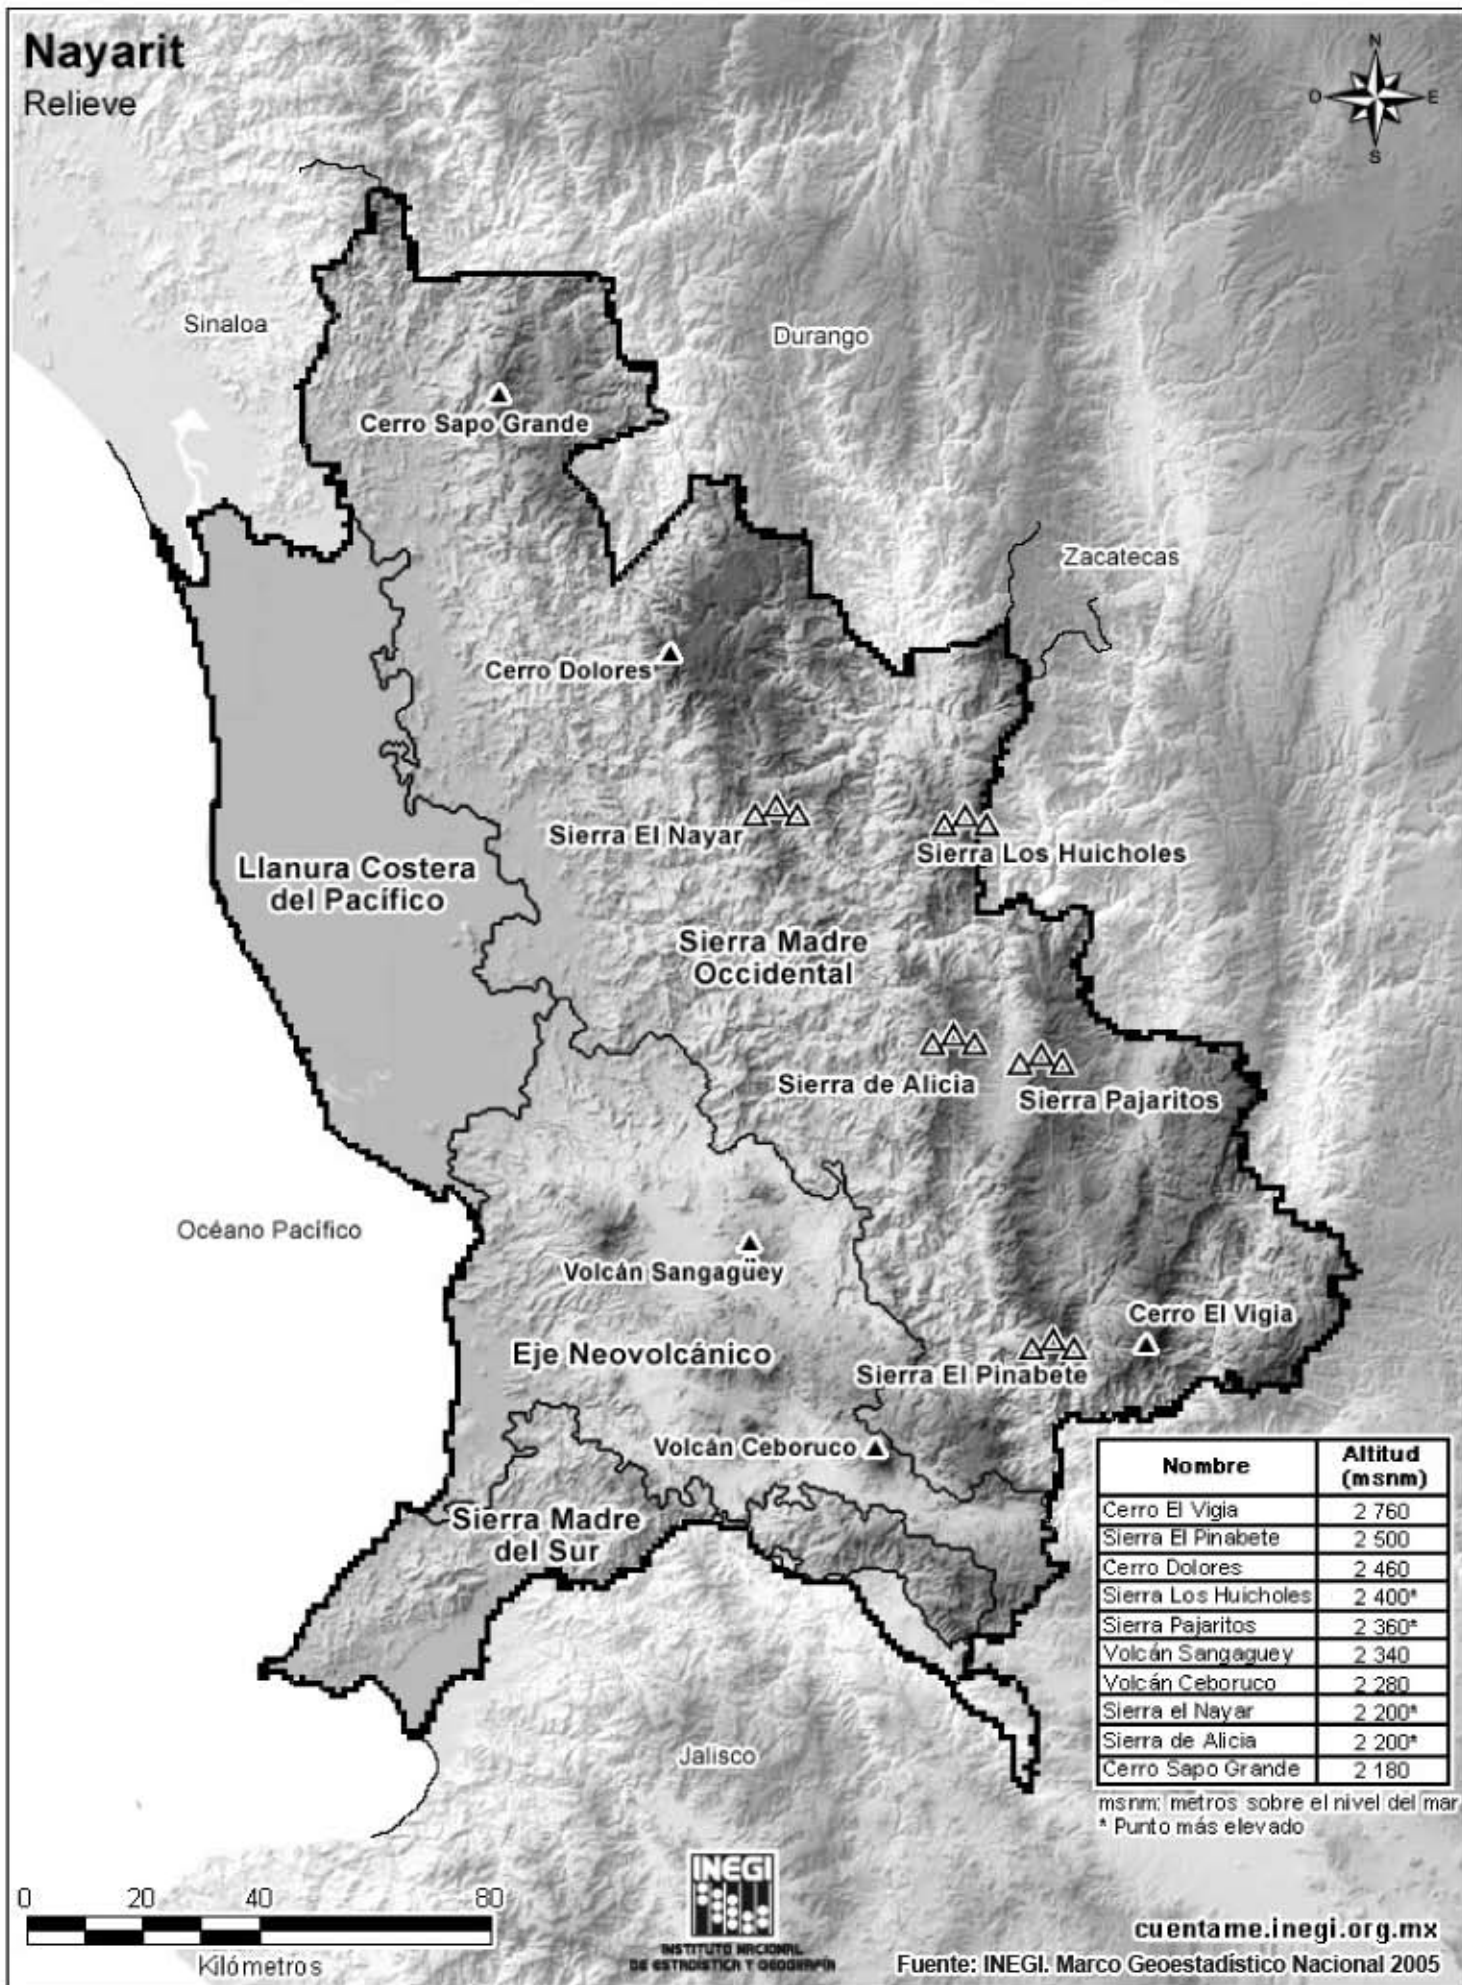 Nayarit
Relieve
N
O
E
S
Sinaloa
Durango
Cerro Sapo Grande
Zacatecas
Cerro Dolores
Sierra El Nayar
Sierra Los Huicholes
Llanura Costera
del Pacífico
Sierra Madre
Occidental
Sierra de Alicia
Sierra Pajaritos
Océano Pacífico
Volcán Sangagüey
Cerro El Vigia
Eje Neovolcánico
Sierra El Pinabete
Volcán Ceboruco
Sierra Madre
del Sur
Jalisco
Nombre Altitud (msnm)
Cerro El Vigia 2 760
Sierra El Pinabete 2 500
Cerro Dolores 2 460
Sierra Los Huicholes 2 400*
Sierra Pajaritos 2 360*
Volcán Sangaguey 2 340
Volcán Ceboruco 2 280
Sierra el Nayar 2 200*
Sierra de Alicia 2 200*
Cerro Sapo Grande 2 180
msnm: metros sobre el nivel del mar
* Punto más elevado
0 20 40 80
Kilómetros
INEGI
INSTITUTO NACIONAL
DE ESTADÍSTICA Y GEOGRAFÍA
cuentame.inegi.org.mx
Fuente: INEGI. Marco Geoestadístico Nacional 2005